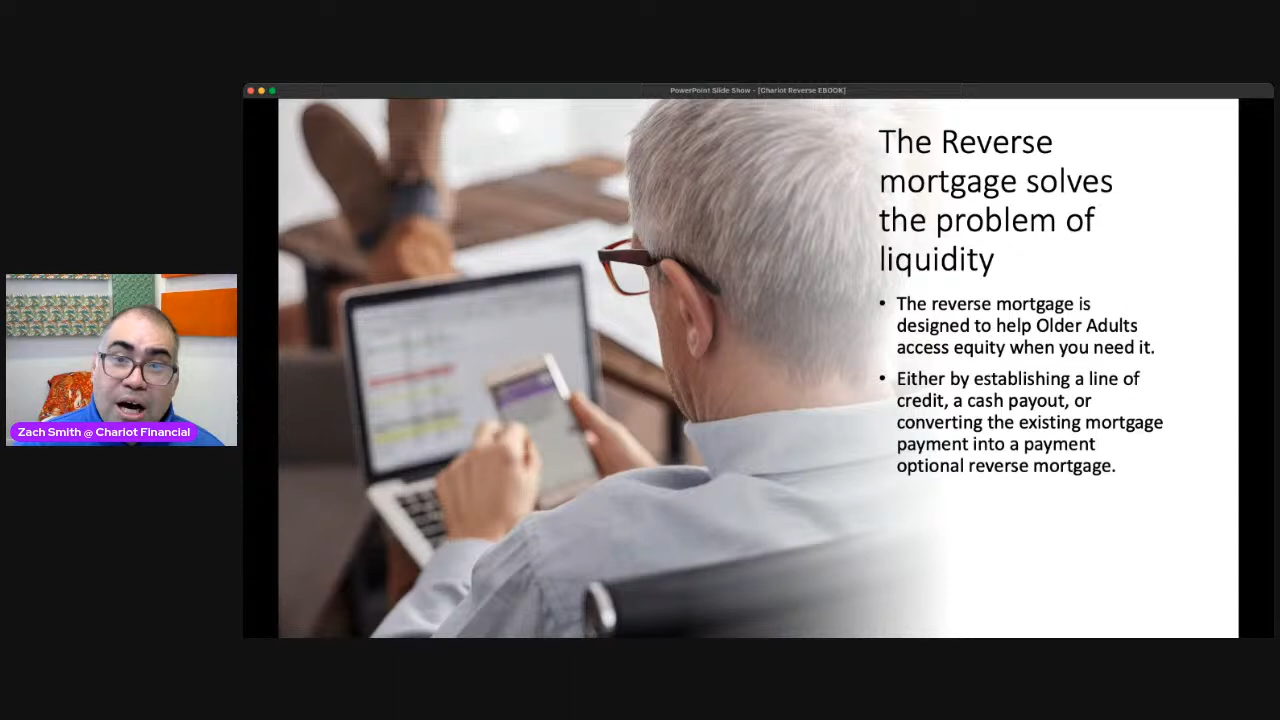 PowerPoint Slide Show - [Chariot Reverse EBOOK]
The Reverse
mortgage solves
the problem of
liquidity
• The reverse mortgage is
designed to help Older Adults
access equity when you need it.
• Either by establishing a line of
credit, a cash payout, or
converting the existing mortgage
payment into a payment
optional reverse mortgage.
Zach Smith @ Chariot Financial